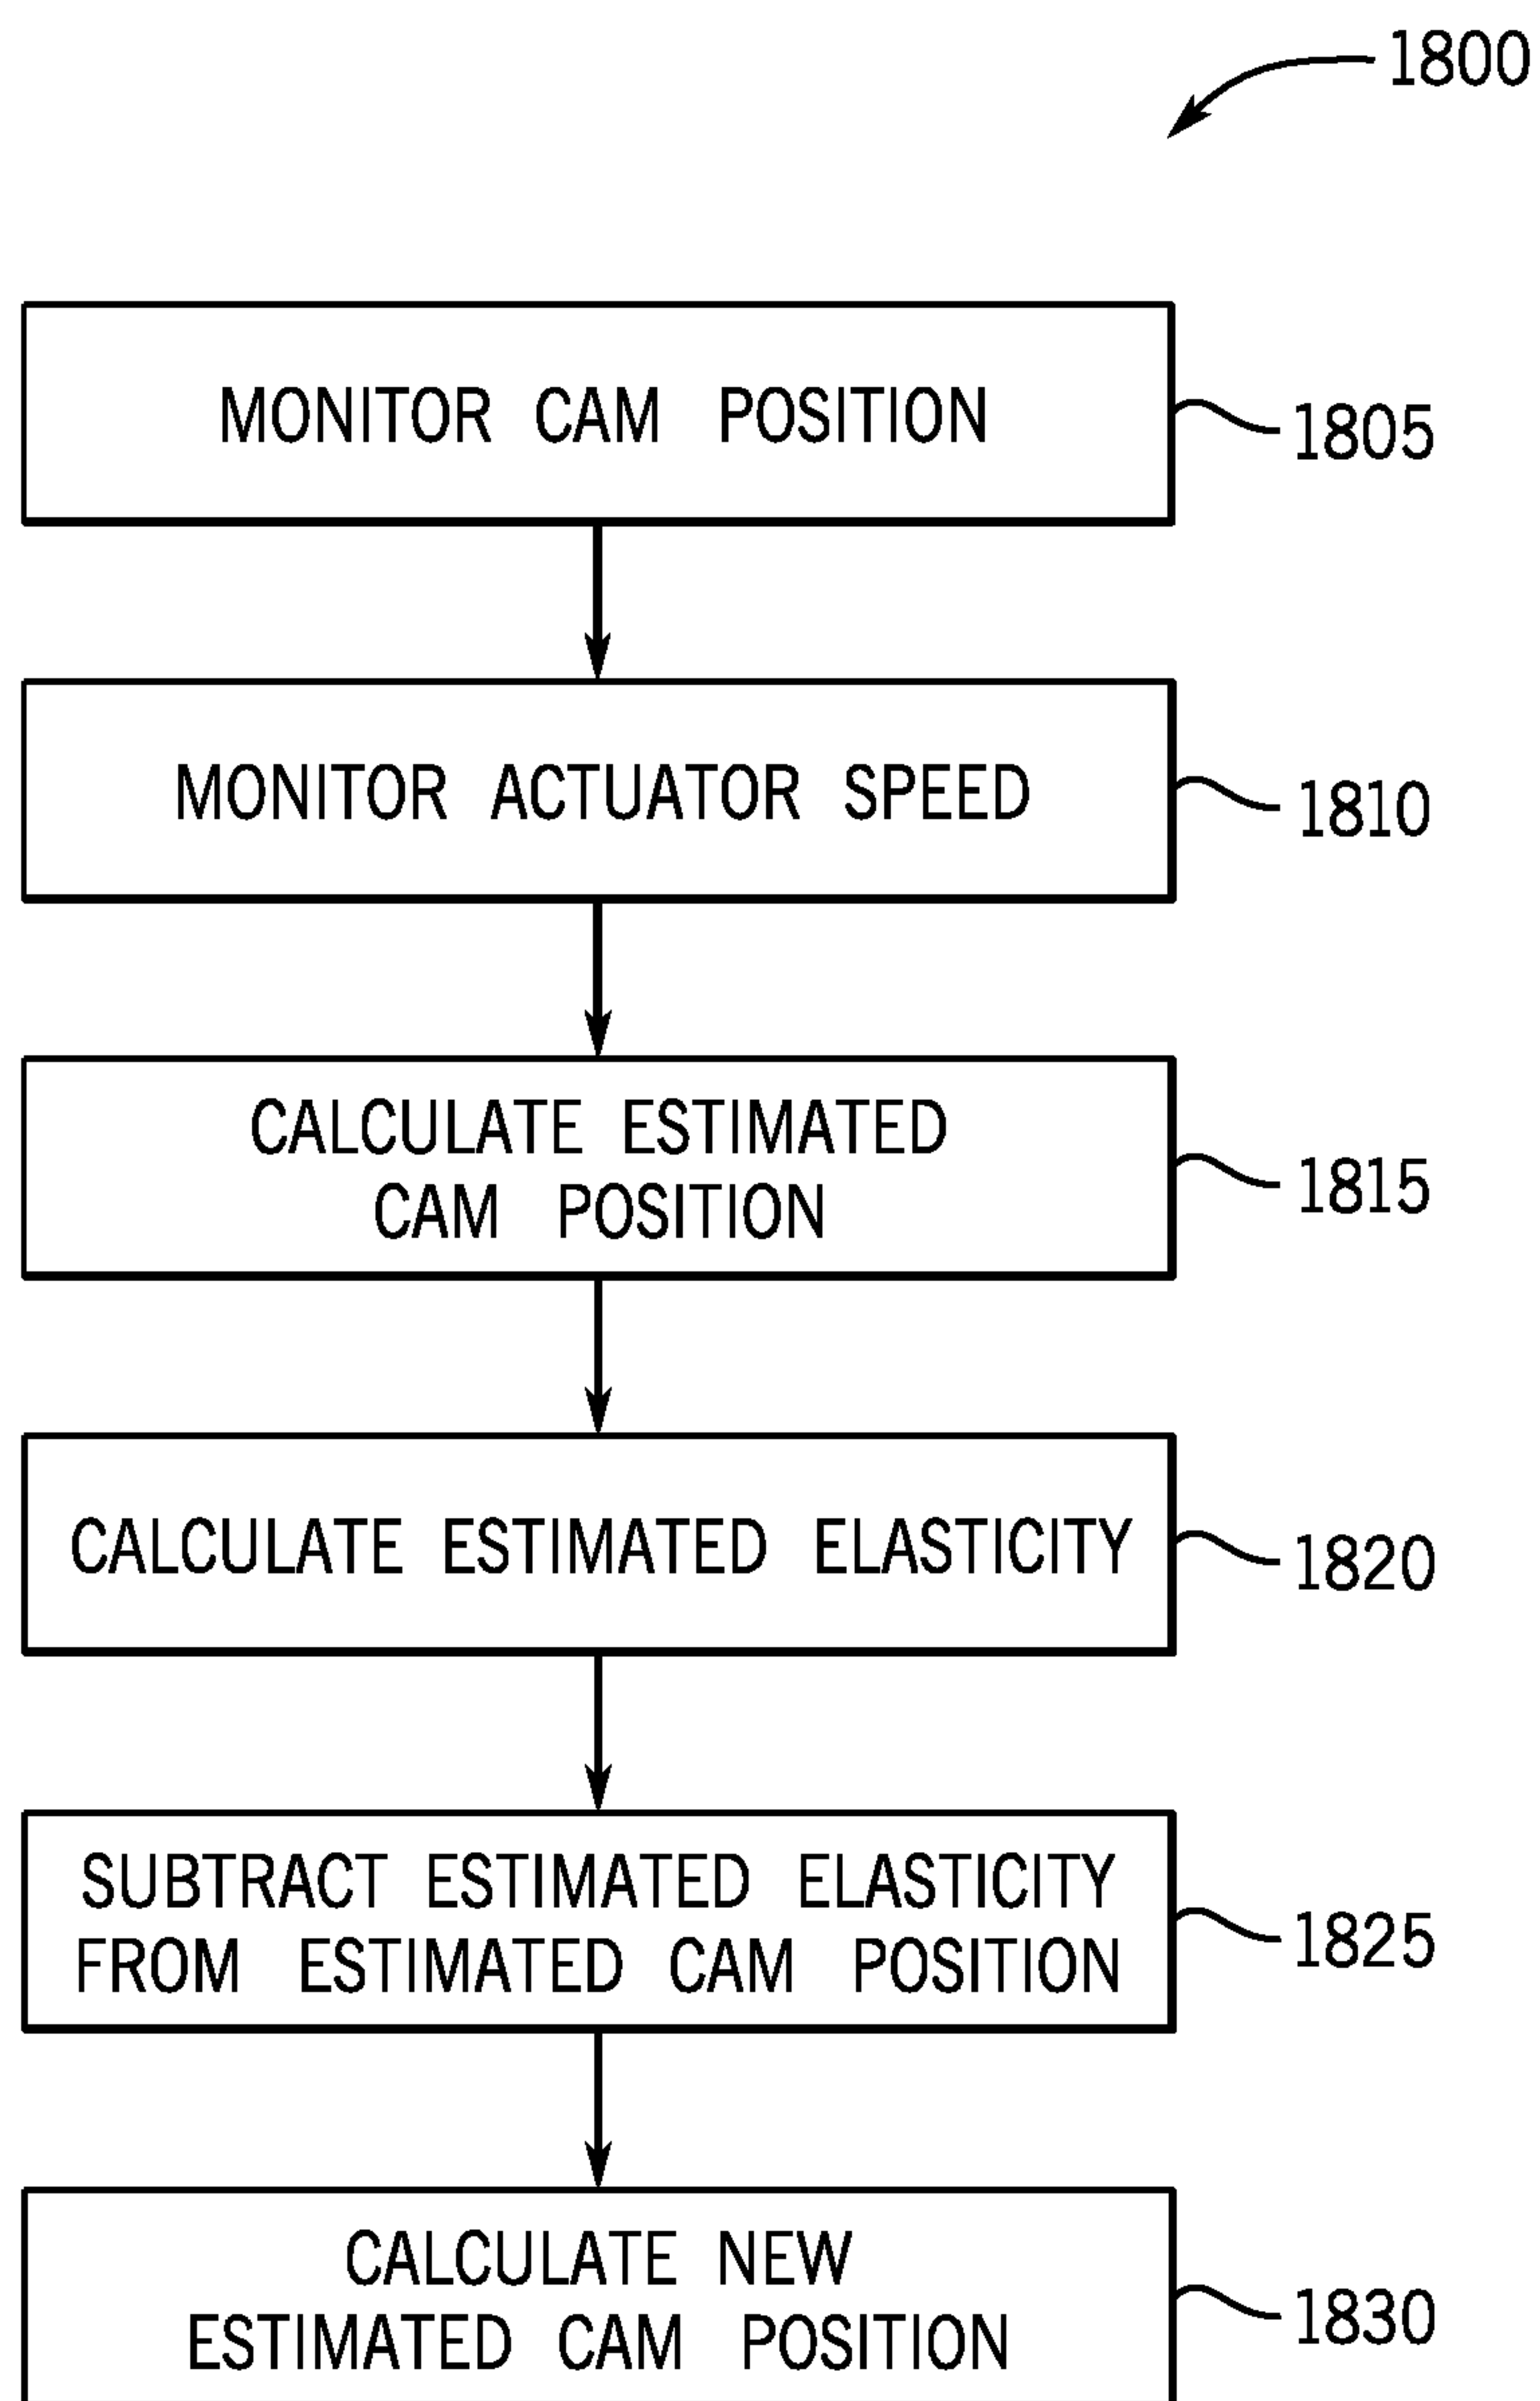 1800
MONITOR CAM POSITION
1805
MONITOR ACTUATOR SPEED
1810
CALCULATE ESTIMATED
CAM POSITION
1815
CALCULATE ESTIMATED ELASTICITY
1820
SUBTRACT ESTIMATED ELASTICITY
FROM ESTIMATED CAM POSITION
1825
CALCULATE NEW
ESTIMATED CAM POSITION
1830